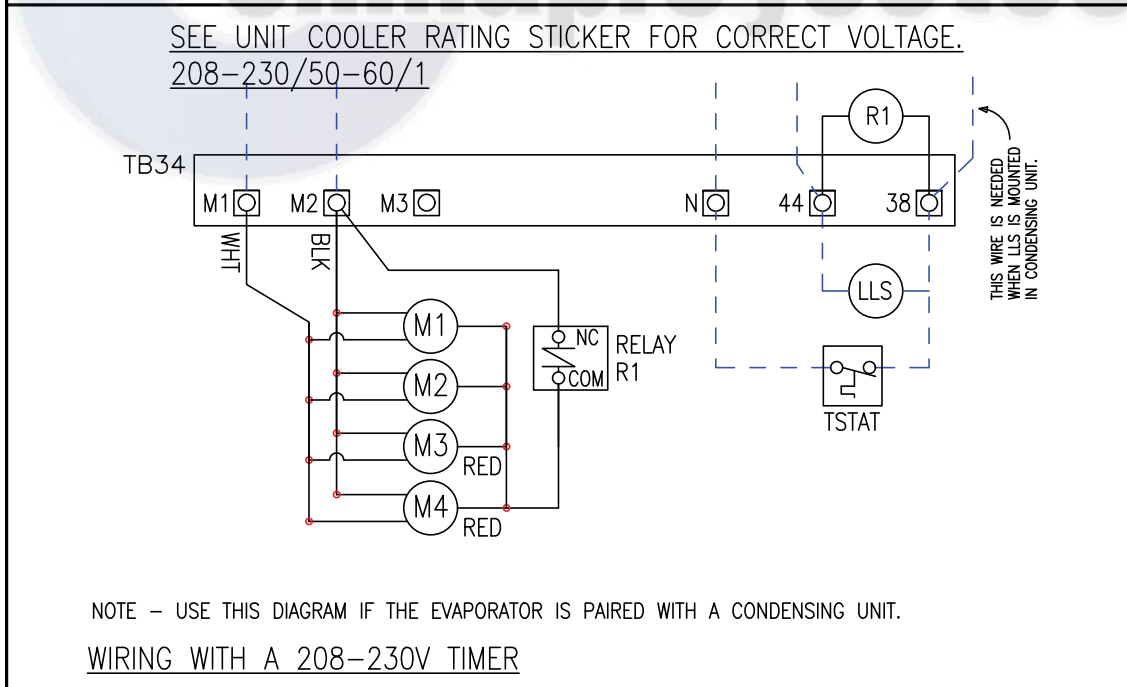 SEE UNIT COOLER RATING STICKER FOR CORRECT VOLTAGE.
208-230/50-60/1
R1
TB34
M1
M2
M3
N
44
38
WHT
BLK
THIS WIRE IS NEEDED
WHEN LLS IS MOUNTED
IN CONDENSING UNIT.
LLS
M1
NC
RELAY
R1
COM
M2
M3
RED
TSTAT
M4
RED
NOTE - USE THIS DIAGRAM IF THE EVAPORATOR IS PAIRED WITH A CONDENSING UNIT.
WIRING WITH A 208-230V TIMER